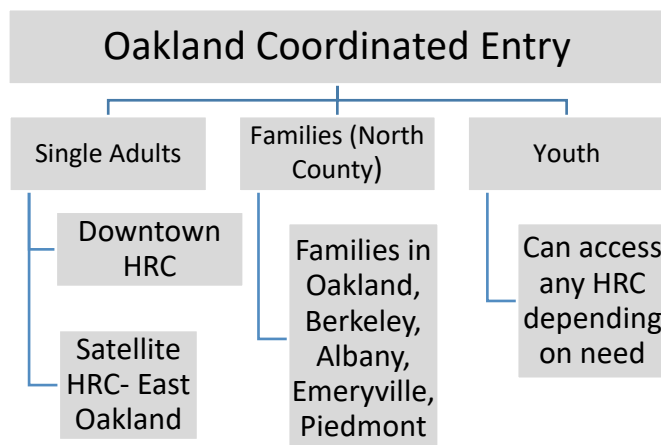 Oakland Coordinated Entry
Single Adults
Downtown
HRC
Satellite
HRC- East
Oakland
Families (North
County)
Families in
Oakland,
Berkeley,
Albany,
Emeryville,
Piedmont
Youth
Can access
any HRC
depending
on need